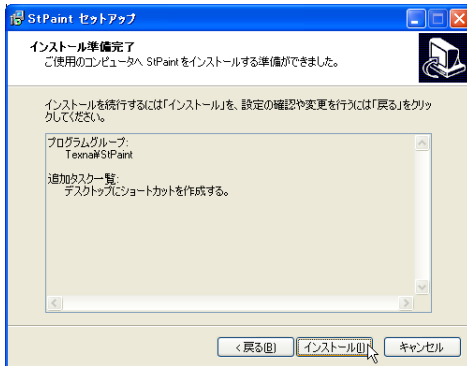 StPaint セットアップ
インストール準備完了
ご使用のコンピュータへ StPaint をインストールする準備ができました。
インストールを続行するには「インストール」を、設定の確認や変更を行うには「戻る」をクリッ
クしてください。
プログラムグループ:
Texna¥StPaint
追加タスク一覧:
デスクトップにショートカットを作成する。
< 戻る(B)
インストール(I)
キャンセル